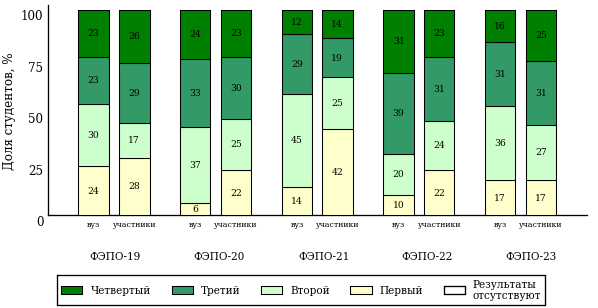 Доля студентов, %
100
75
50
25
0
23 26 24 23 12 14 31 23 16 25
23 29 33 30 29 19 39 31 31 31
30 17 37 25 45 25 20 24 36 27
24 28 6 22 14 42 10 22 17 17
вуз участники вуз участники вуз участники вуз участники вуз участники
ФЭПО-19 ФЭПО-20 ФЭПО-21 ФЭПО-22 ФЭПО-23
Четвертый Третий Второй Первый Результаты
отсутствуют